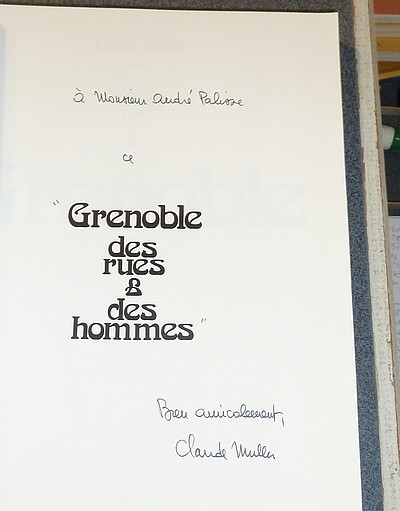 à Monsieur André Palisse
ce
"Grenoble
des
rues
&
des
hommes"
Bien amicalement,
Claude Muller